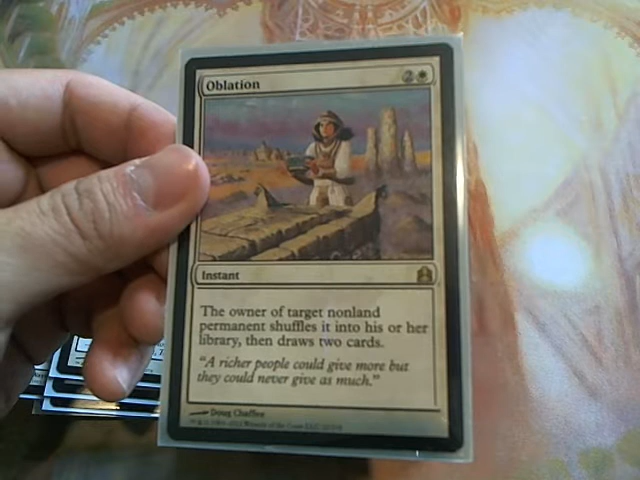 Oblation
2
Instant
The owner of target nonland
permanent shuffles it into his or her
library, then draws two cards.
"A richer people could give more but
they could never give as much."
Doug Chaffee